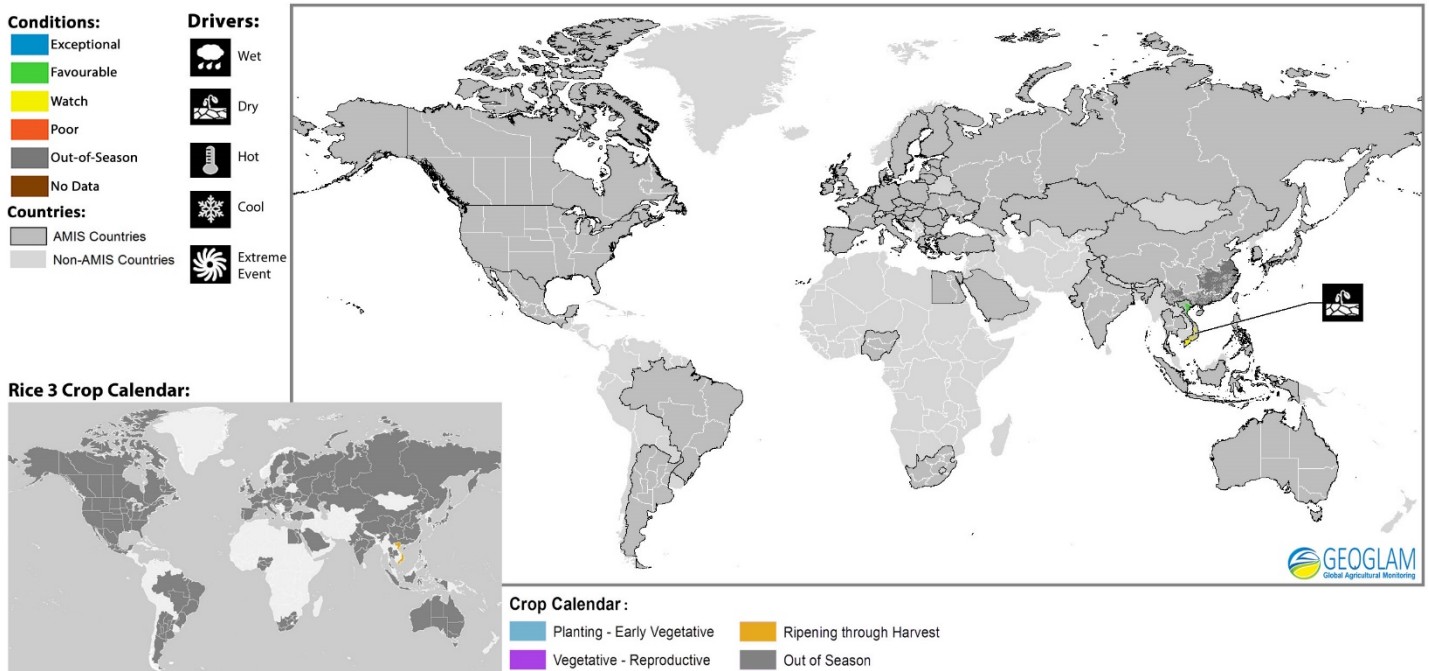 Conditions:
Exceptional
Favourable
Watch
Poor
Out-of-Season
No Data
Countries:
AMIS Countries
Non-AMIS Countries
Drivers:
Wet
Dry
Hot
Cool
Extreme
Event
Rice 3 Crop Calendar:
GEOGLAM
Global Agricultural Monitoring
Crop Calendar :
Planting - Early Vegetative
Vegetative - Reproductive
Ripening through Harvest
Out of Season